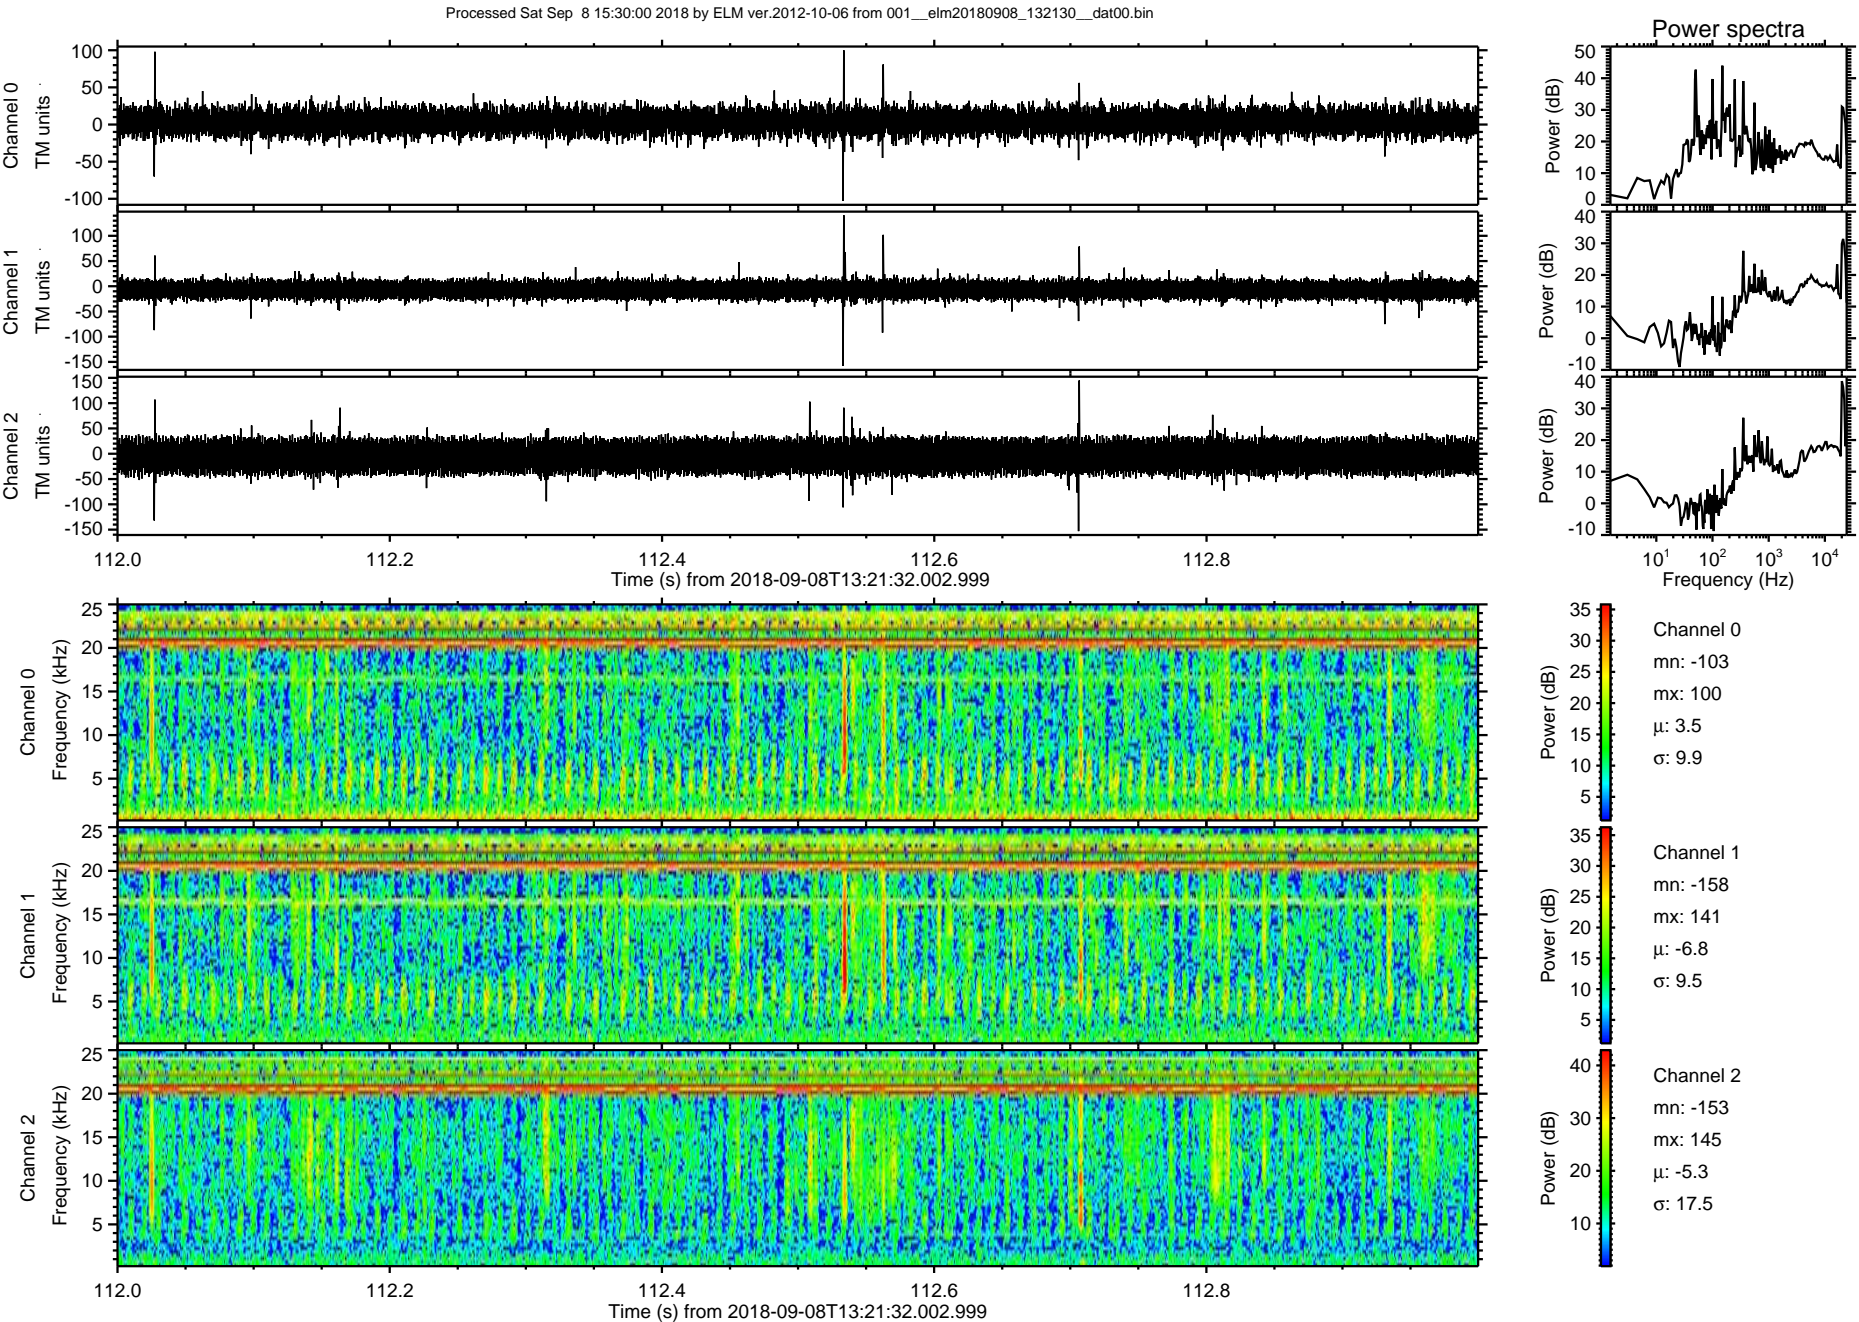 Processed Sat Sep  8 15:30:00 2018 by ELM ver.2012-10-06 from 001__elm20180908_132130__dat00.bin
Power spectra
Channel 0
TM units
100
50
0
-50
-100
Power (dB)
50
40
30
20
10
0
Channel 1
TM units
100
50
0
-50
-100
-150
Power (dB)
40
30
20
10
0
-10
Channel 2
TM units
150
100
50
0
-50
-100
-150
Power (dB)
40
30
20
10
0
-10
112.0 112.2 112.4 112.6 112.8
Time (s) from 2018-09-08T13:21:32.002.999
10^1 10^2 10^3 10^4
Frequency (Hz)
Channel 0
Frequency (kHz)
25
20
15
10
5
Power (dB)
35
30
25
20
15
10
5
Channel 0
mn: -103
mx: 100
μ: 3.5
σ: 9.9
Channel 1
Frequency (kHz)
25
20
15
10
5
Power (dB)
35
30
25
20
15
10
5
Channel 1
mn: -158
mx: 141
μ: -6.8
σ: 9.5
Channel 2
Frequency (kHz)
25
20
15
10
5
Power (dB)
40
30
20
10
Channel 2
mn: -153
mx: 145
μ: -5.3
σ: 17.5
112.0 112.2 112.4 112.6 112.8
Time (s) from 2018-09-08T13:21:32.002.999